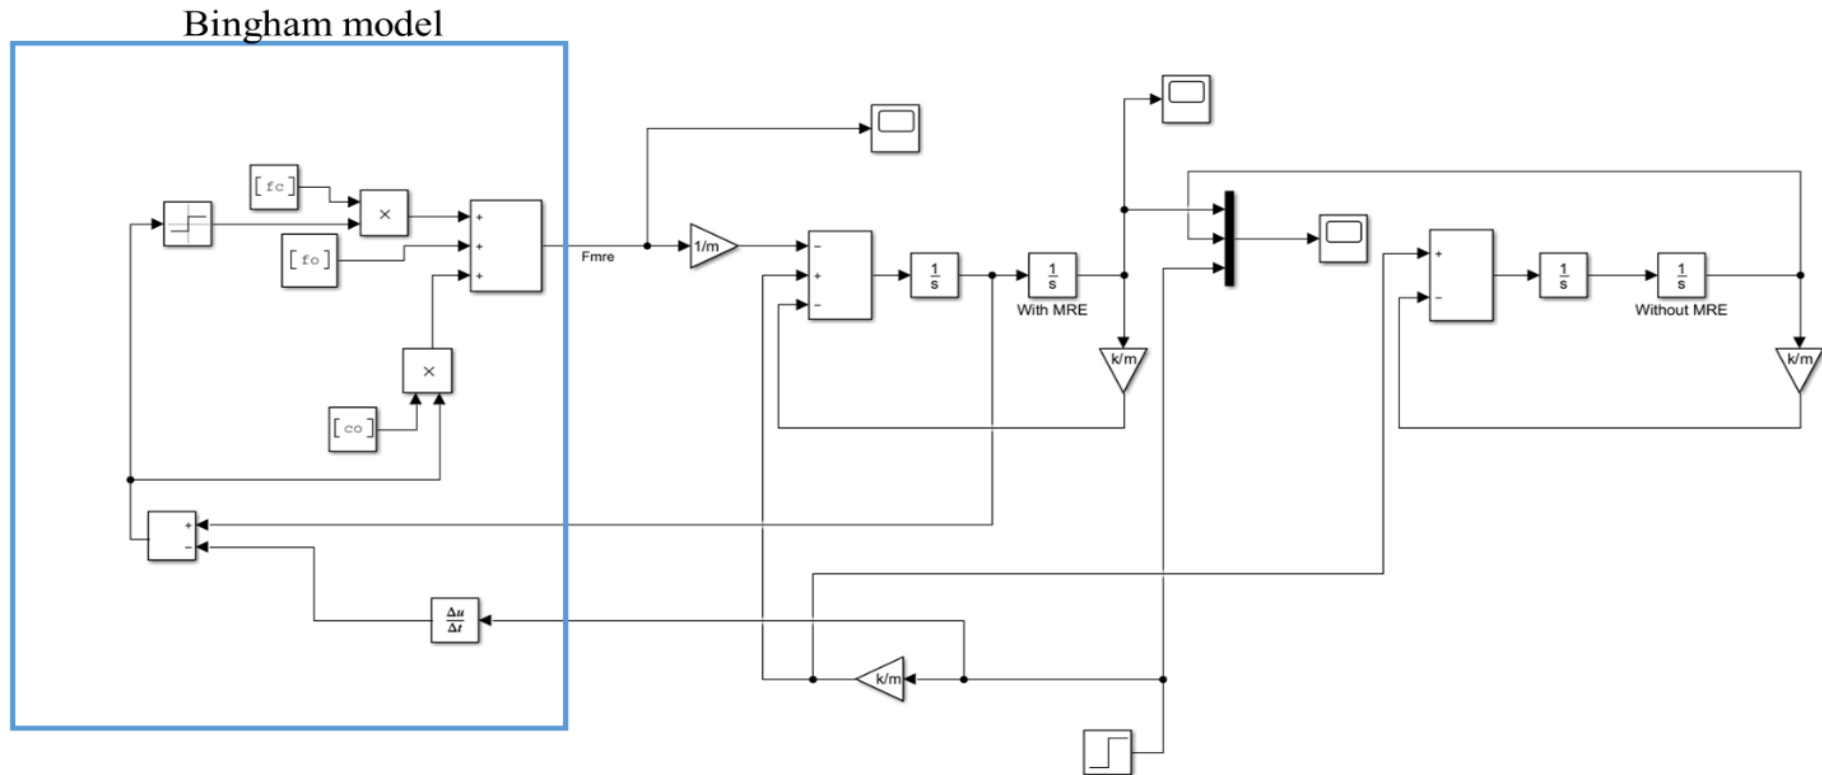 Bingham model
[fc]
×
+
[fo]
+
+
Fmre
×
[co]
+
−
Δu
Δt
1/m
−
+
−
1
s
1
s
With MRE
k/m
k/m
+
−
1
s
1
s
Without MRE
k/m